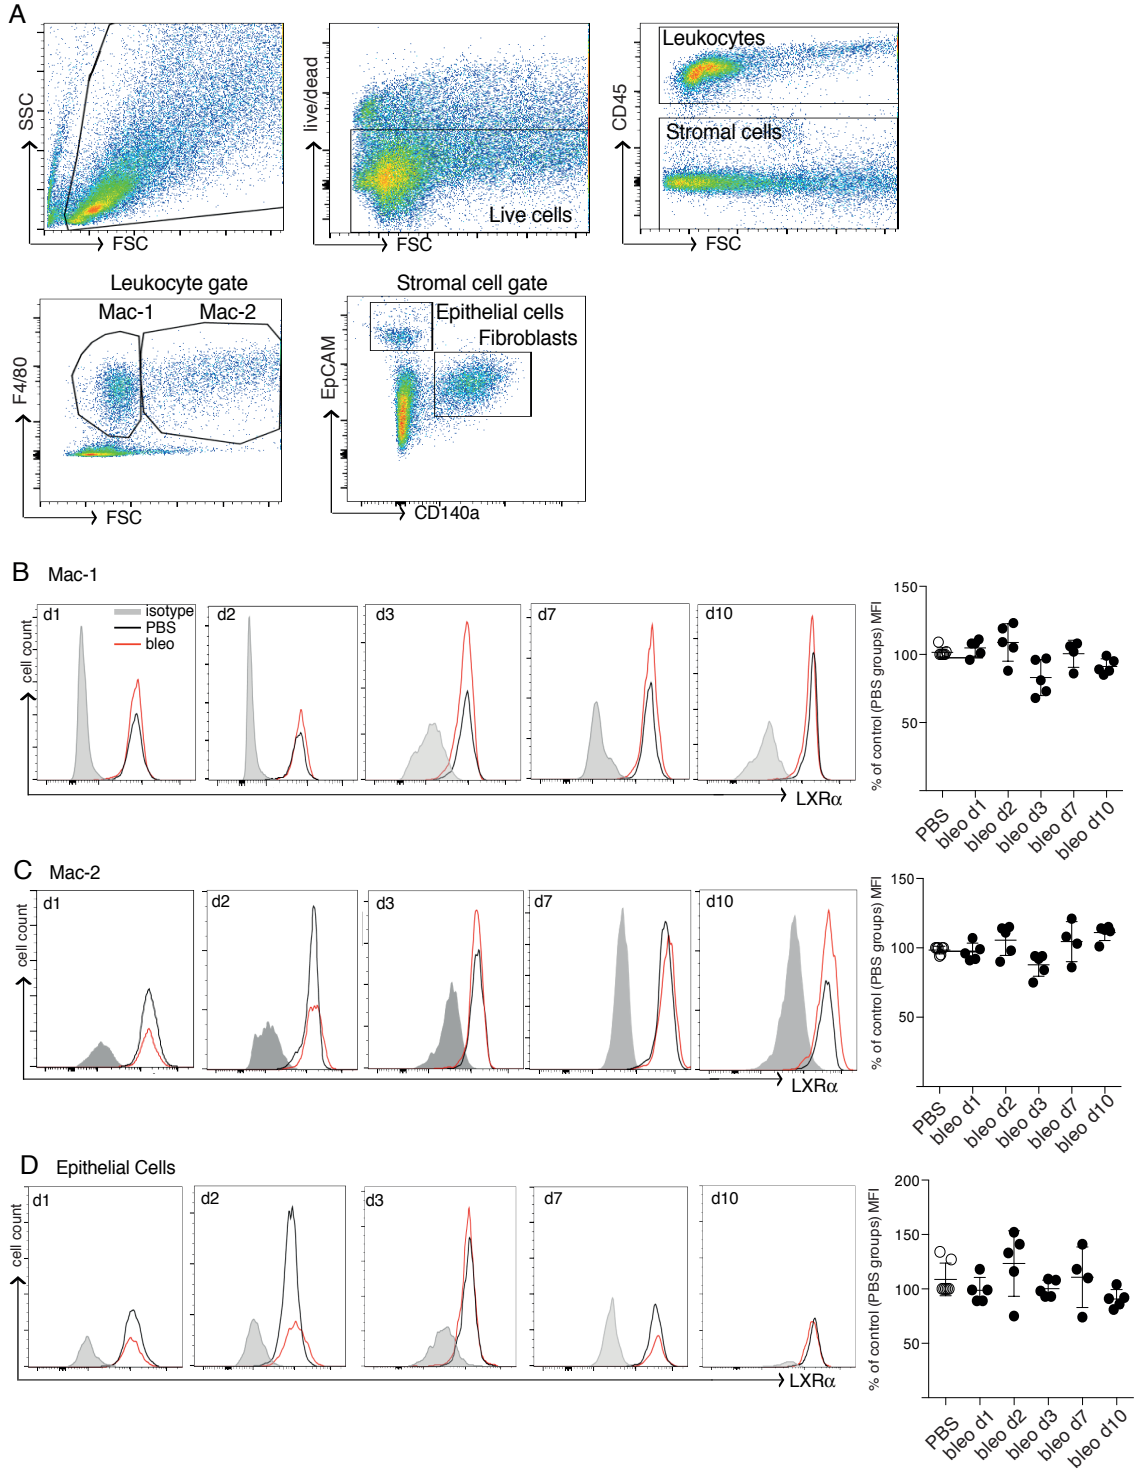 A
SSC
FSC
live/dead
Live cells
FSC
CD45
Leukocytes
Stromal cells
FSC
Leukocyte gate
Mac-1
Mac-2
F4/80
FSC
Stromal cell gate
Epithelial cells
Fibroblasts
EpCAM
CD140a
B Mac-1
cell count
d1
isotype
PBS
bleo
d2
d3
d7
d10
LXRα
% of control (PBS groups) MFI
150
100
50
PBS
bleo d1
bleo d2
bleo d3
bleo d7
bleo d10
C Mac-2
cell count
d1
d2
d3
d7
d10
LXRα
% of control (PBS groups) MFI
150
100
50
PBS
bleo d1
bleo d2
bleo d3
bleo d7
bleo d10
D Epithelial Cells
cell count
d1
d2
d3
d7
d10
LXRα
% of control (PBS groups) MFI
200
150
100
50
PBS
bleo d1
bleo d2
bleo d3
bleo d7
bleo d10